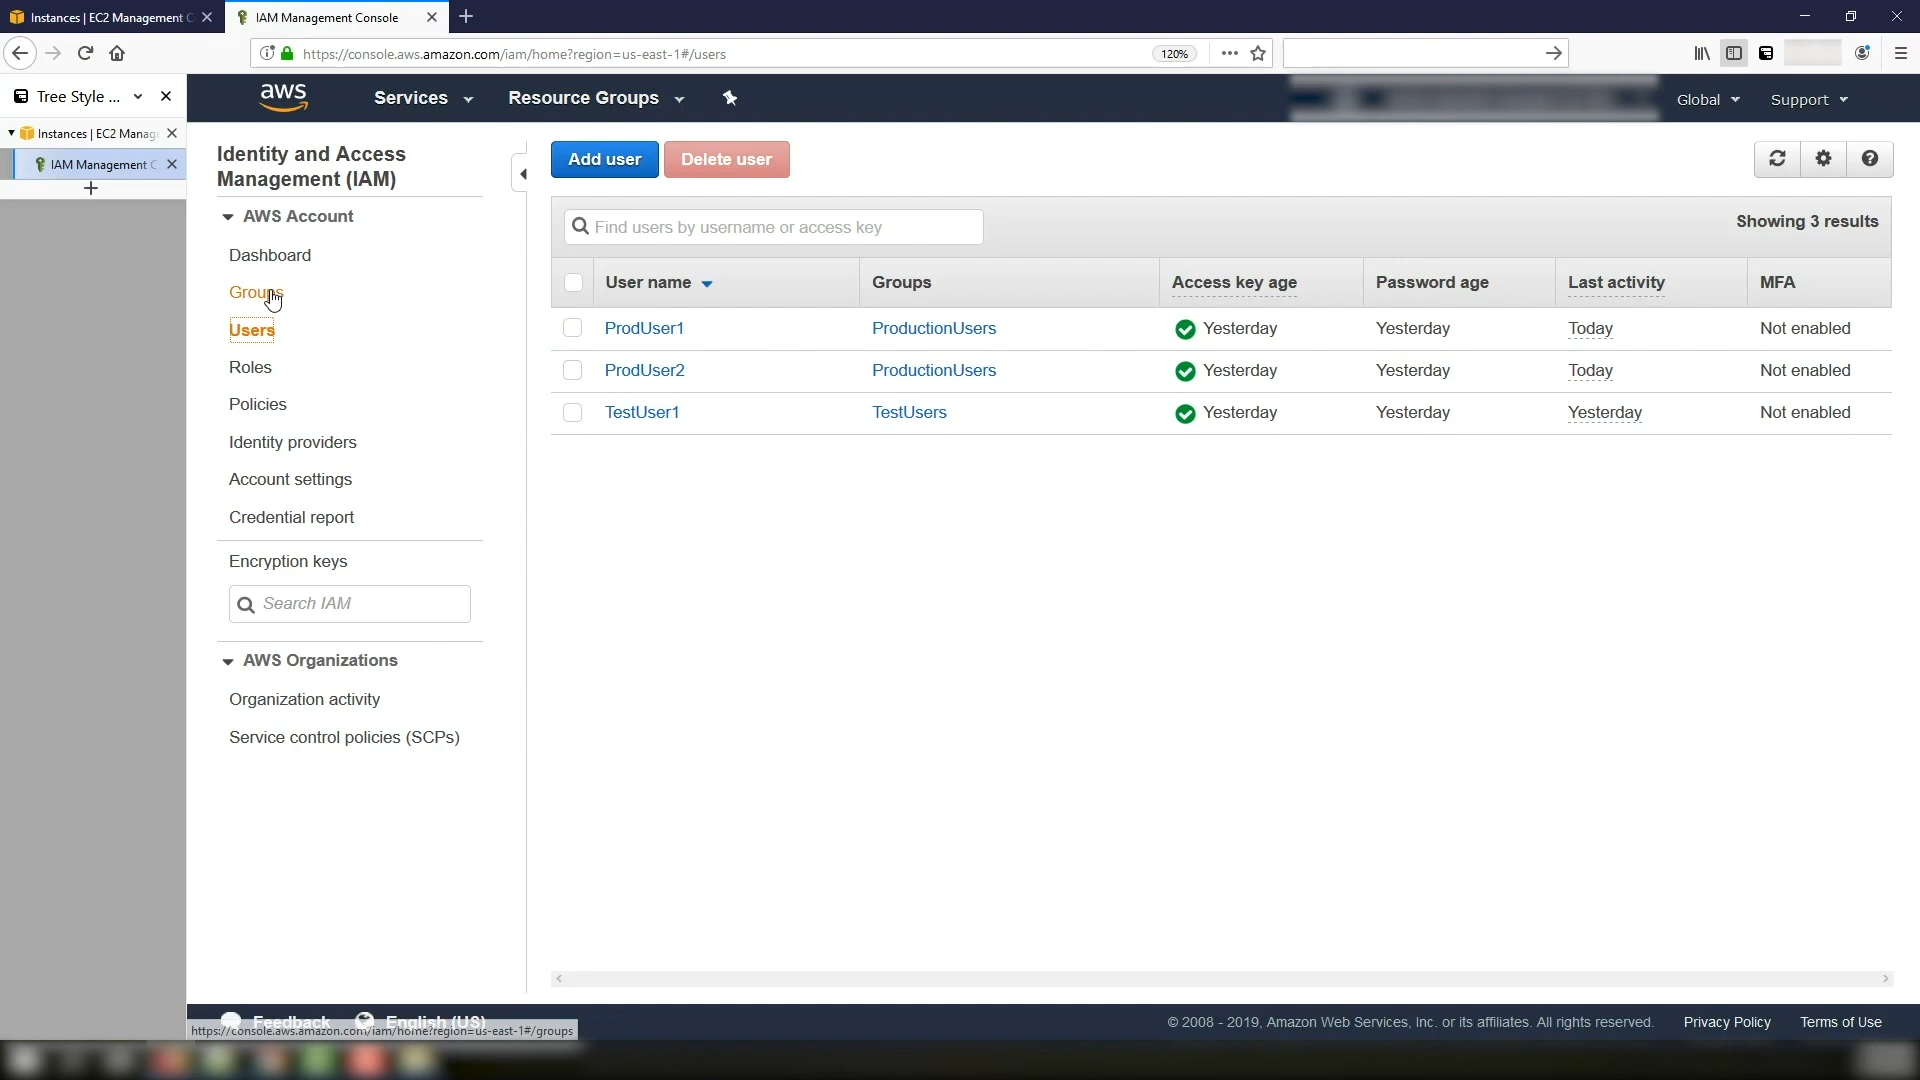 Instances | EC2 Management C
IAM Management Console
https://console.aws.amazon.com/iam/home?region=us-east-1#/users
120%
Tree Style ...
Instances | EC2 Manag
IAM Management C
aws
Services
Resource Groups
Global
Support
Identity and Access
Management (IAM)
AWS Account
Dashboard
Groups
Users
Roles
Policies
Identity providers
Account settings
Credential report
Encryption keys
Search IAM
AWS Organizations
Organization activity
Service control policies (SCPs)
Add user
Delete user
Find users by username or access key
Showing 3 results
User name Groups Access key age Password age Last activity MFA
ProdUser1 ProductionUsers Yesterday Yesterday Today Not enabled
ProdUser2 ProductionUsers Yesterday Yesterday Today Not enabled
TestUser1 TestUsers Yesterday Yesterday Yesterday Not enabled
Feedback
English (US)
https://console.aws.amazon.com/iam/home?region=us-east-1#/groups
© 2008 - 2019, Amazon Web Services, Inc. or its affiliates. All rights reserved.
Privacy Policy
Terms of Use